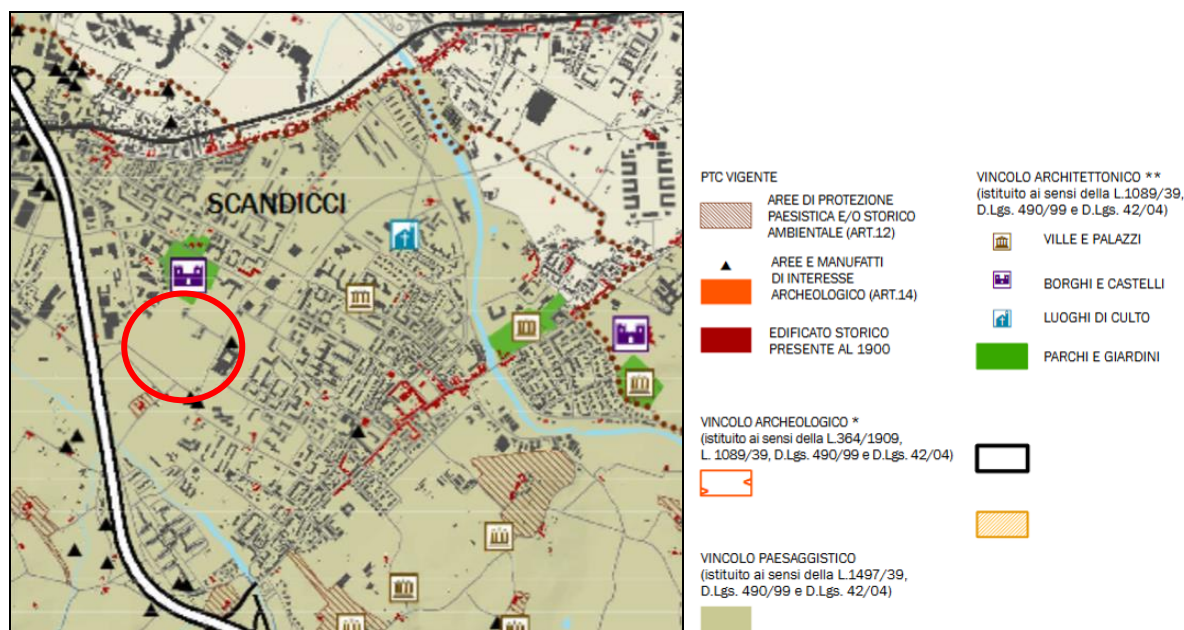 SCANDICCI
PTC VIGENTE
AREE DI PROTEZIONE
PAESISTICA E/O STORICO
AMBIENTALE (ART.12)
AREE E MANUFATTI
DI INTERESSE
ARCHEOLOGICO (ART.14)
EDIFICATO STORICO
PRESENTE AL 1900
VINCOLO ARCHEOLOGICO *
(istituito ai sensi della L.364/1909,
L. 1089/39, D.Lgs. 490/99 e D.Lgs. 42/04)
VINCOLO PAESAGGISTICO
(istituito ai sensi della L.1497/39,
D.Lgs. 490/99 e D.Lgs. 42/04)
VINCOLO ARCHITETTONICO **
(istituito ai sensi della L.1089/39,
D.Lgs. 490/99 e D.Lgs. 42/04)
VILLE E PALAZZI
BORGHI E CASTELLI
LUOGHI DI CULTO
PARCHI E GIARDINI